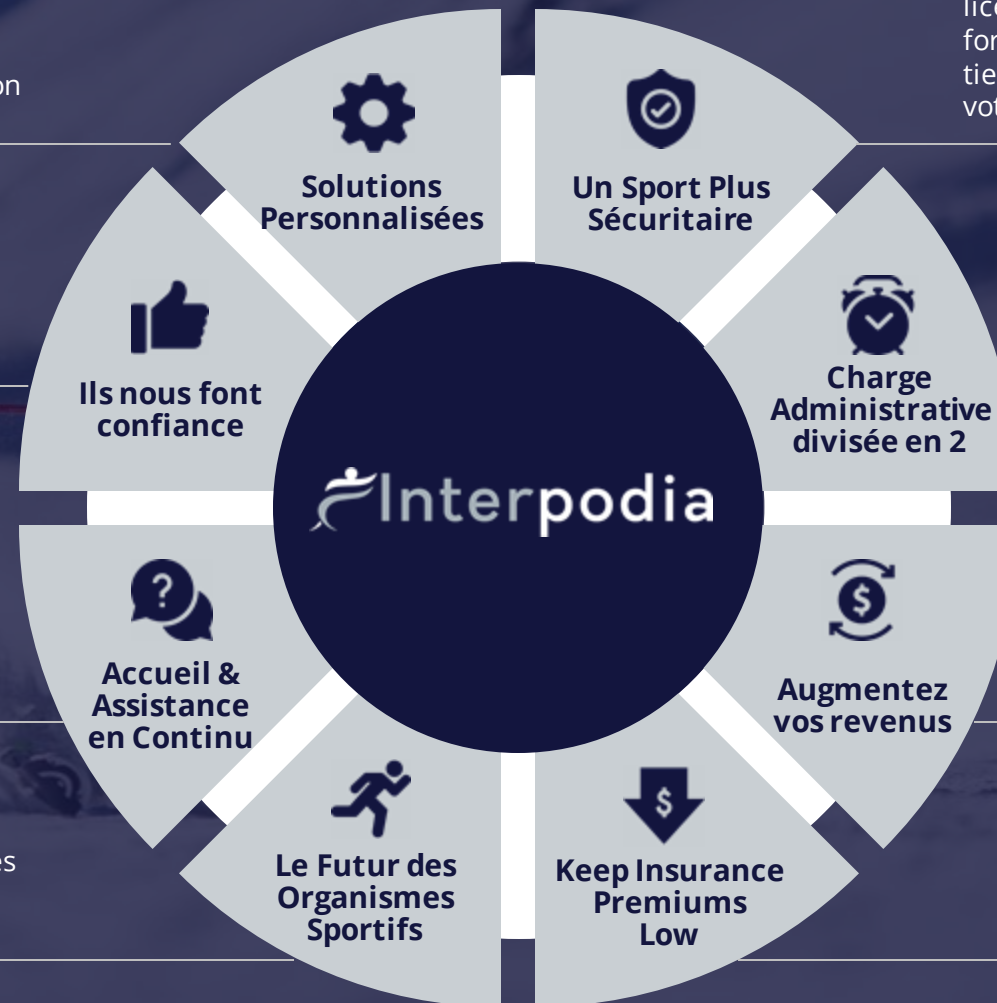 Solutions
Personnalisées
Un Sport Plus
Sécuritaire
Ils nous font
confiance
Charge
Administrative
divisée en 2
Interpodia
Accueil &
Assistance
en Continu
Augmentez
vos revenus
Le Futur des
Organismes
Sportifs
Keep Insurance
Premiums
Low